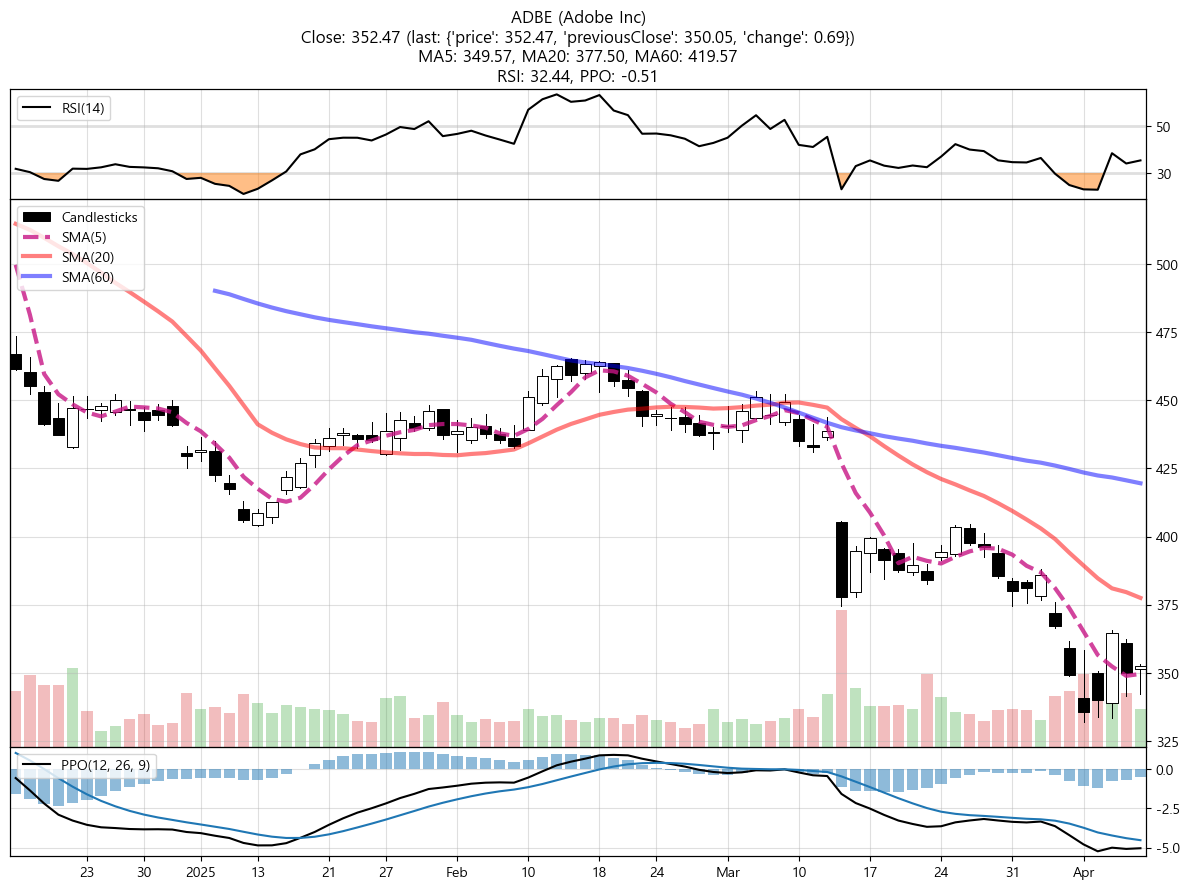 ADBE (Adobe Inc)
Close: 352.47 (last: {'price': 352.47, 'previousClose': 350.05, 'change': 0.69})
MA5: 349.57, MA20: 377.50, MA60: 419.57
RSI: 32.44, PPO: -0.51
RSI(14)
50
30
Candlesticks
SMA(5)
SMA(20)
SMA(60)
500
475
450
425
400
375
350
325
PPO(12, 26, 9)
0.0
-2.5
-5.0
23 30 2025 13 21 27 Feb 10 18 24 Mar 10 17 24 31 Apr